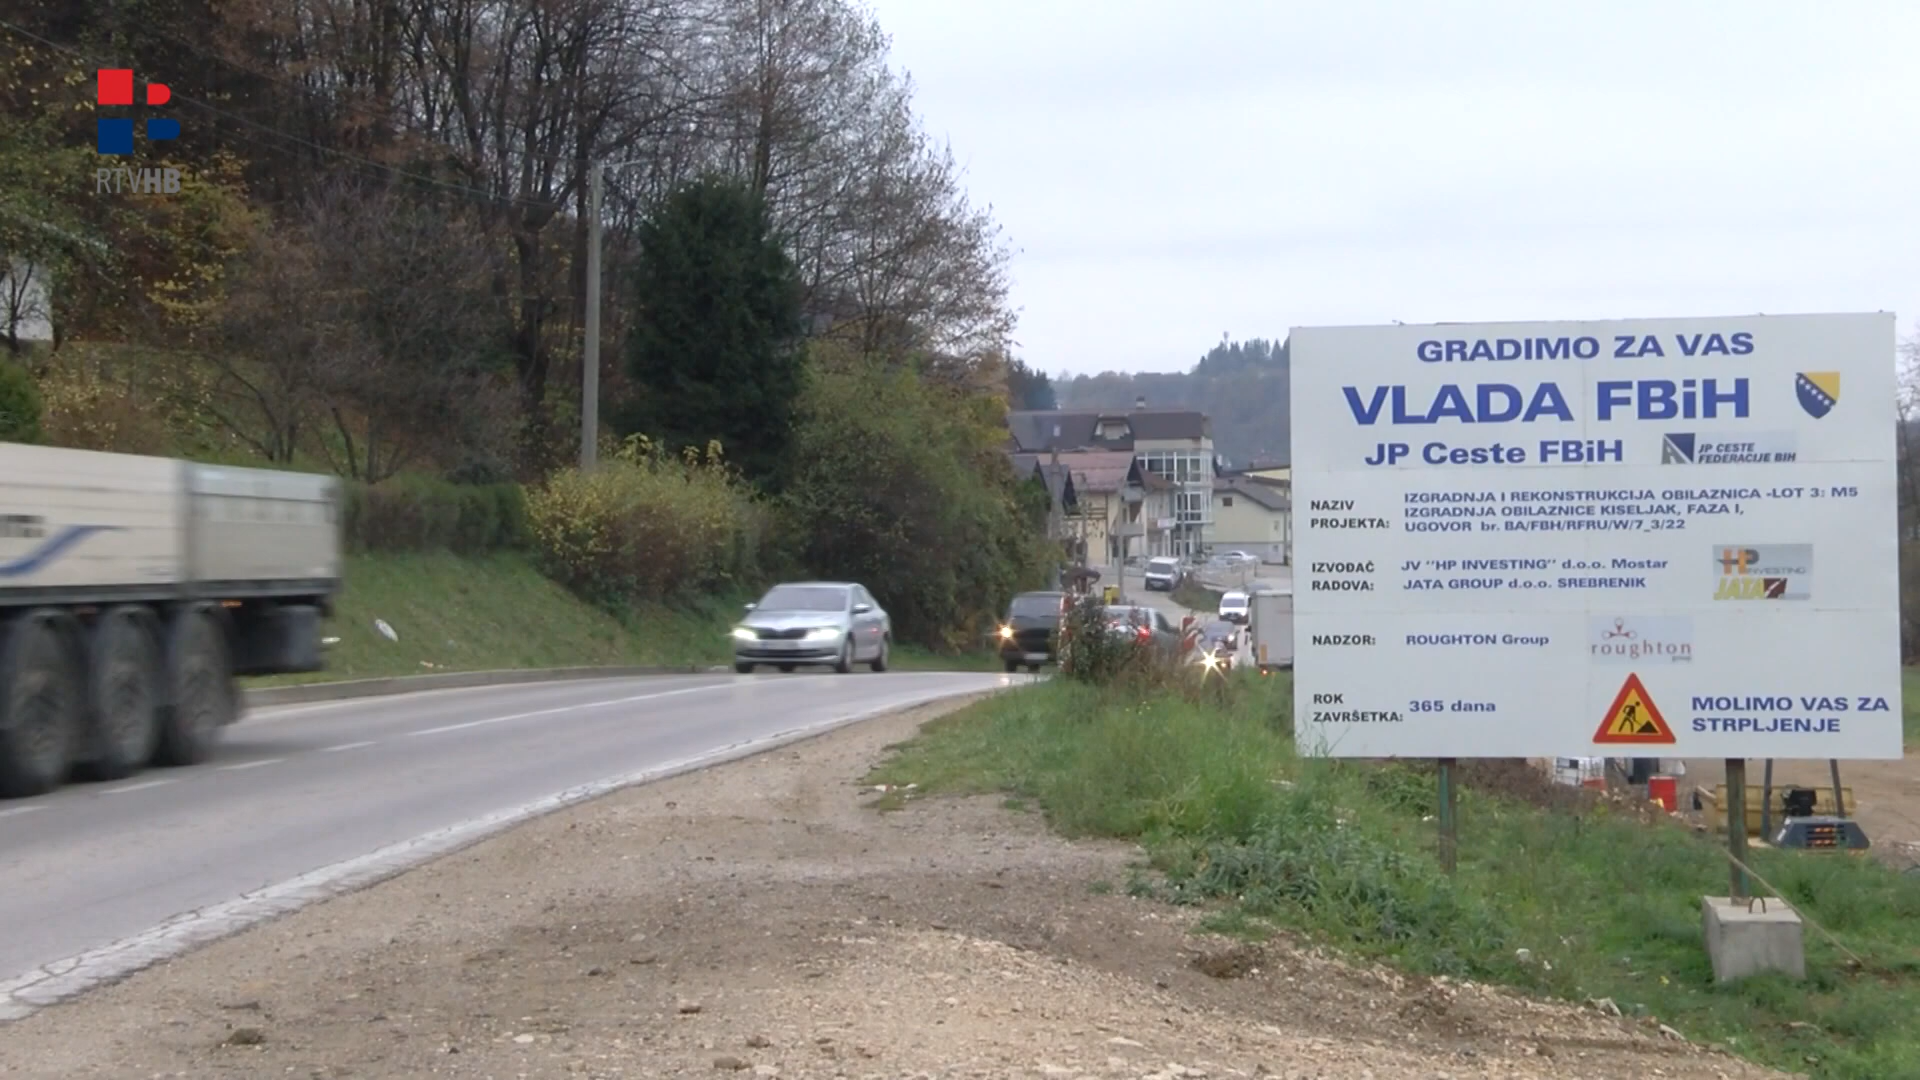 RTVHB
GRADIMO ZA VAS
VLADA FBiH
JP Ceste FBiH
JP CESTE
FEDERACIJE BIH
NAZIV
PROJEKTA:
IZGRADNJA I REKONSTRUKCIJA OBILAZNICA -LOT 3: M5
IZGRADNJA OBILAZNICE KISELJAK, FAZA I,
UGOVOR br. BA/FBH/RFRU/W/7_3/22
IZVOĐAČ
RADOVA:
JV "HP INVESTING" d.o.o. Mostar
JATA GROUP d.o.o. SREBRENIK
HP INVESTING
JATA
NADZOR:
ROUGHTON Group
roughton
group
ROK
ZAVRŠETKA:
365 dana
MOLIMO VAS ZA
STRPLJENJE